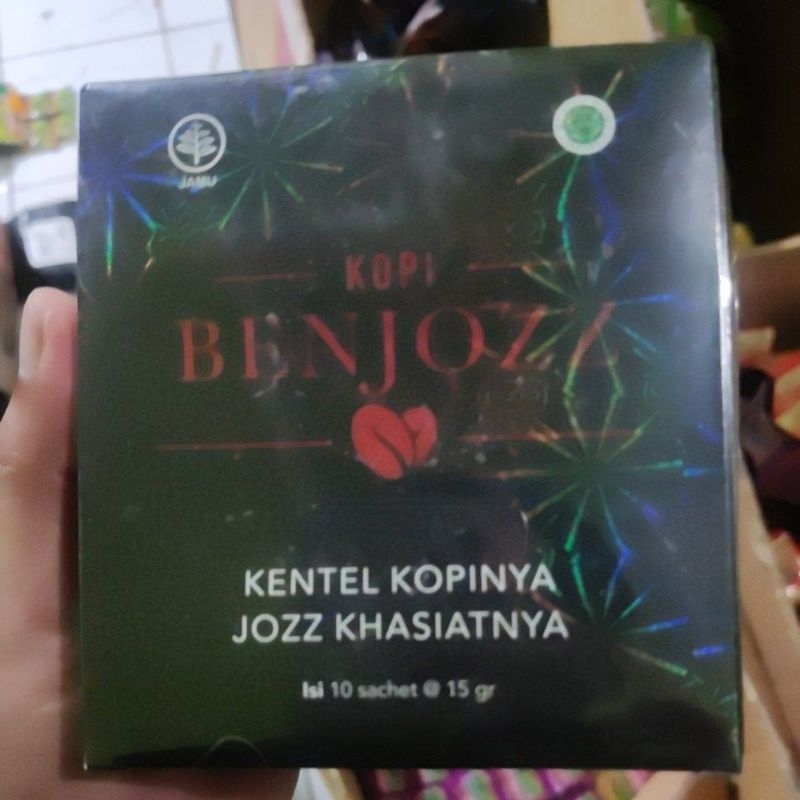 JAMU
KOPI
BENJOZZ
KENTEL KOPINYA
JOZZ KHASIATNYA
Isi 10 sachet @ 15 gr